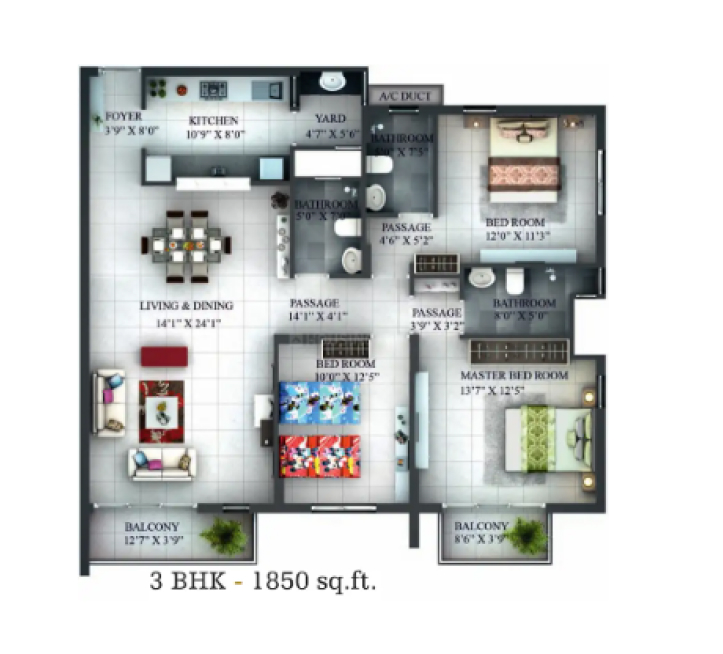 A/C DUCT
FOYER
3'9" X 8'0"
KITCHEN
10'9" X 8'0"
YARD
4'7" X 5'6"
BATHROOM
X 7'5"
BED ROOM
12'0" X 11'3"
BATHROOM
5'0" X
PASSAGE
4'6" X 5'2"
LIVING & DINING
14'1" X 24'1"
PASSAGE
14'1" X 4'1"
PASSAGE
3'9" X 3'2"
BATHROOM
8'0" X 5'0"
BED ROOM
10'0" X 12'5"
MASTER BED ROOM
13'7" X 12'5"
BALCONY
12'7" X 3'9"
BALCONY
8'6" X 3'9"
3 BHK - 1850 sq.ft.